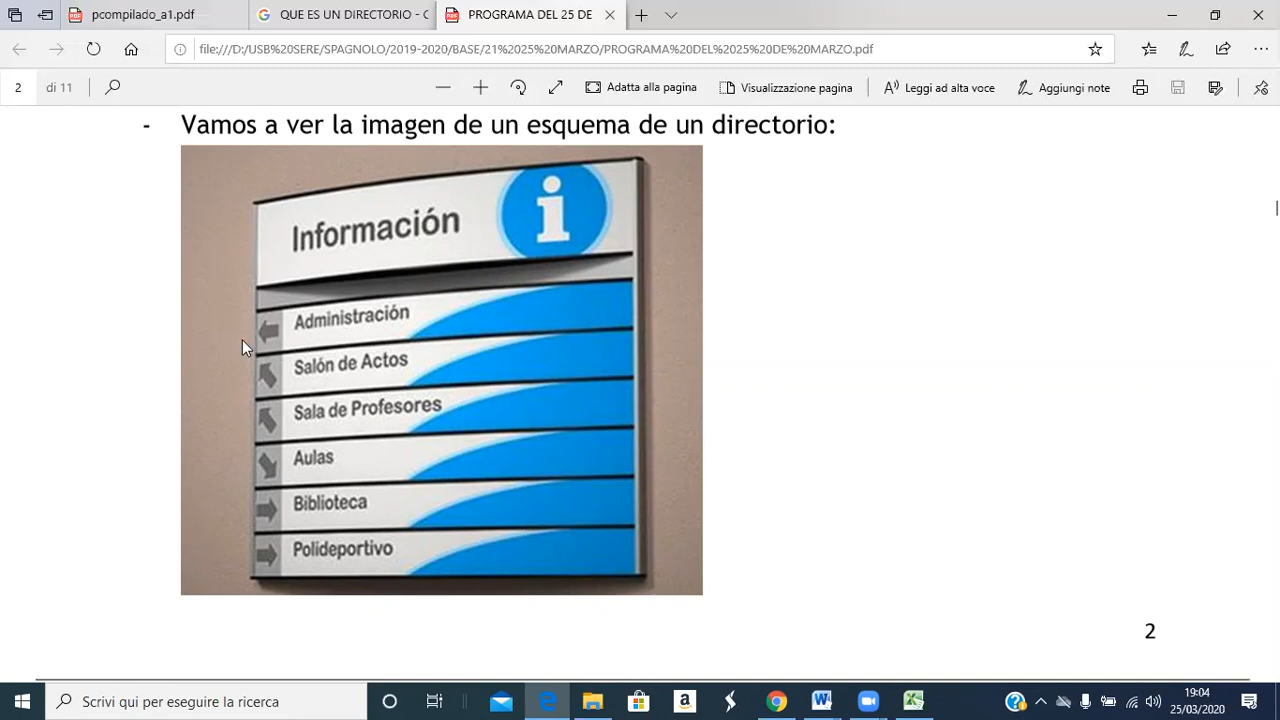 pcompilado_a1.pdf
QUE ES UN DIRECTORIO - C
PROGRAMA DEL 25 DE
file:///D:/USB%20SERE/SPAGNOLO/2019-2020/BASE/21%2025%20MARZO/PROGRAMA%20DEL%2025%20DE%20MARZO.pdf
2 di 11
Adatta alla pagina
Visualizzazione pagina
Leggi ad alta voce
Aggiungi note
- Vamos a ver la imagen de un esquema de un directorio:
Información
i
Administración
Salón de Actos
Sala de Profesores
Aulas
Biblioteca
Polideportivo
2
Scrivi qui per eseguire la ricerca
19:04
25/03/2020